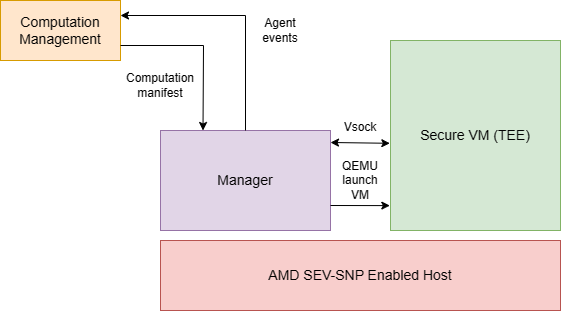 Computation
Management
Agent
events
Computation
manifest
Vsock
Secure VM (TEE)
QEMU
launch
VM
Manager
AMD SEV-SNP Enabled Host